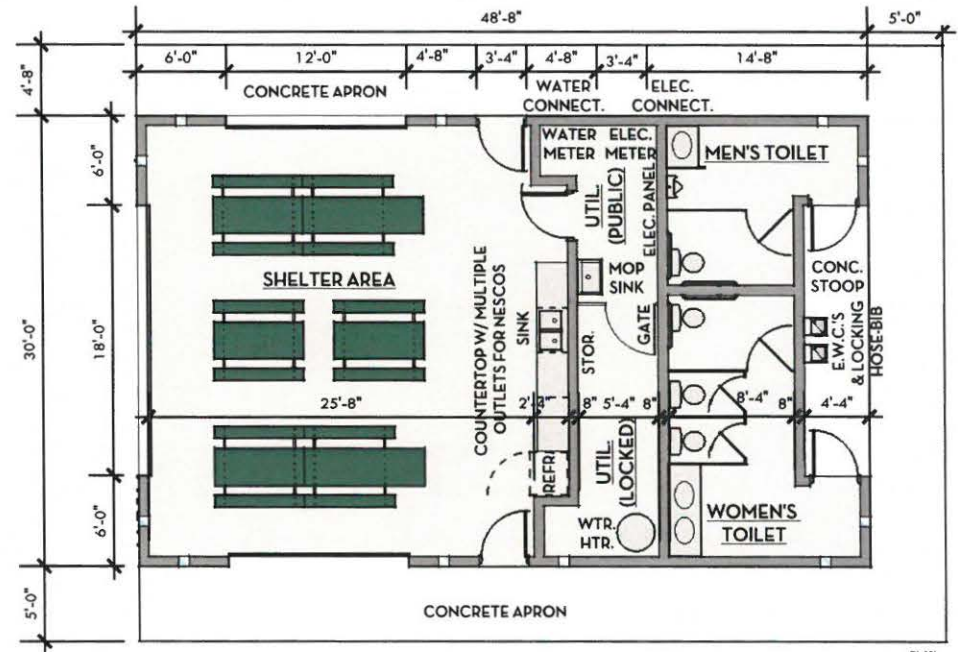 48'-8"
5'-0"
6'-0"
12'-0"
4'-8"
3'-4"
4'-8"
3'-4"
14'-8"
4'-8"
CONCRETE APRON
WATER
CONNECT.
ELEC.
CONNECT.
WATER
METER
ELEC.
METER
MEN'S TOILET
6'-0"
UTIL.
(PUBLIC)
ELEC. PANEL
SHELTER AREA
MOP
SINK
CONC.
STOOP
30'-0"
18'-0"
COUNTERTOP W/ MULTIPLE
OUTLETS FOR NESCOS
SINK
STOR.
GATE
E.W.C.'S
& LOCKING
HOSE-BIB
25'-8"
2'-4"
8"
5'-4"
8"
8'-4"
8"
4'-4"
REFR
UTIL.
(LOCKED)
6'-0"
WTR.
HTR.
WOMEN'S
TOILET
5'-0"
CONCRETE APRON